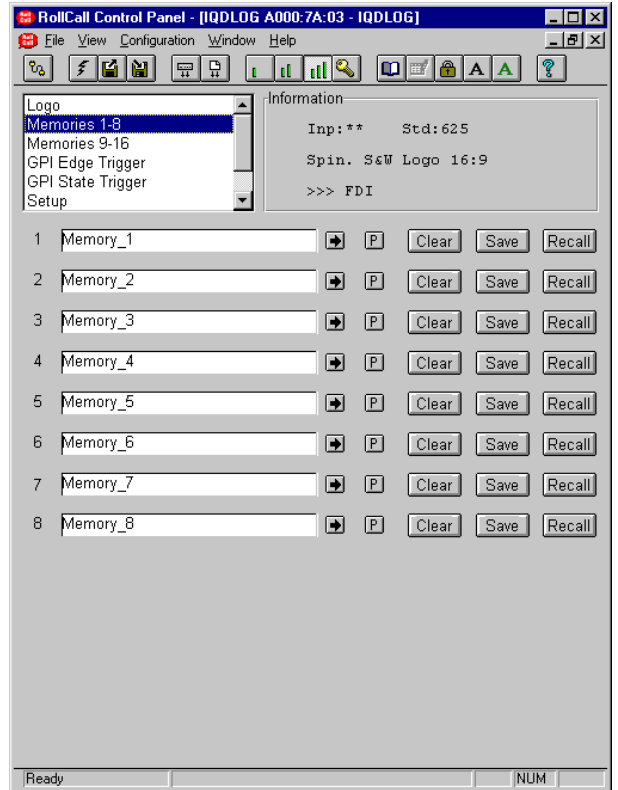 RollCall Control Panel - [IQDLOG A000:7A:03 - IQDLOG]
File View Configuration Window Help
A A ?
Logo
Memories 1-8
Memories 9-16
GPI Edge Trigger
GPI State Trigger
Setup
Information
Inp:** Std:625
Spin. S&W Logo 16:9
>>> FDI
1 Memory_1 P Clear Save Recall
2 Memory_2 P Clear Save Recall
3 Memory_3 P Clear Save Recall
4 Memory_4 P Clear Save Recall
5 Memory_5 P Clear Save Recall
6 Memory_6 P Clear Save Recall
7 Memory_7 P Clear Save Recall
8 Memory_8 P Clear Save Recall
Ready NUM